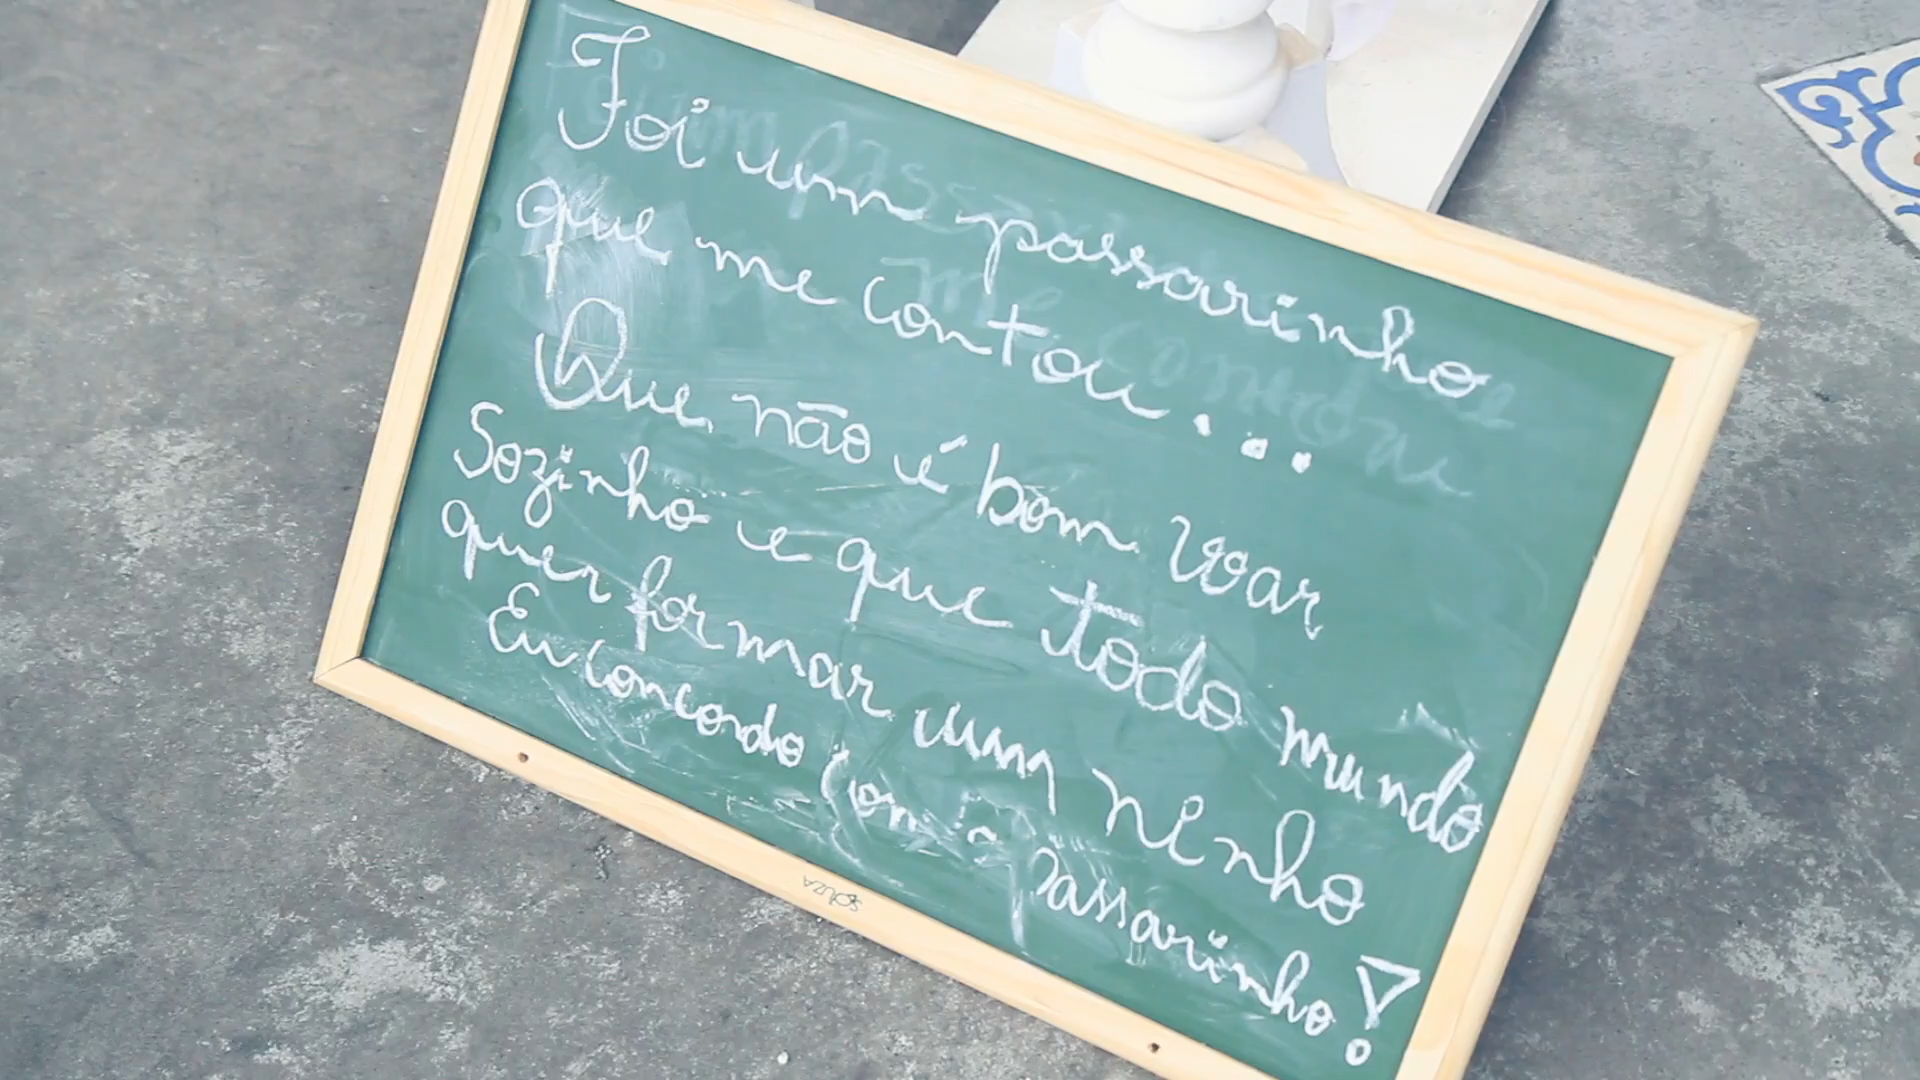 Foi um passarinho
que me contou...
Que não é bom voar
Sozinho e que todo mundo
quer formar um ninho
Eu concordo com o Passarinho!
SOUZA